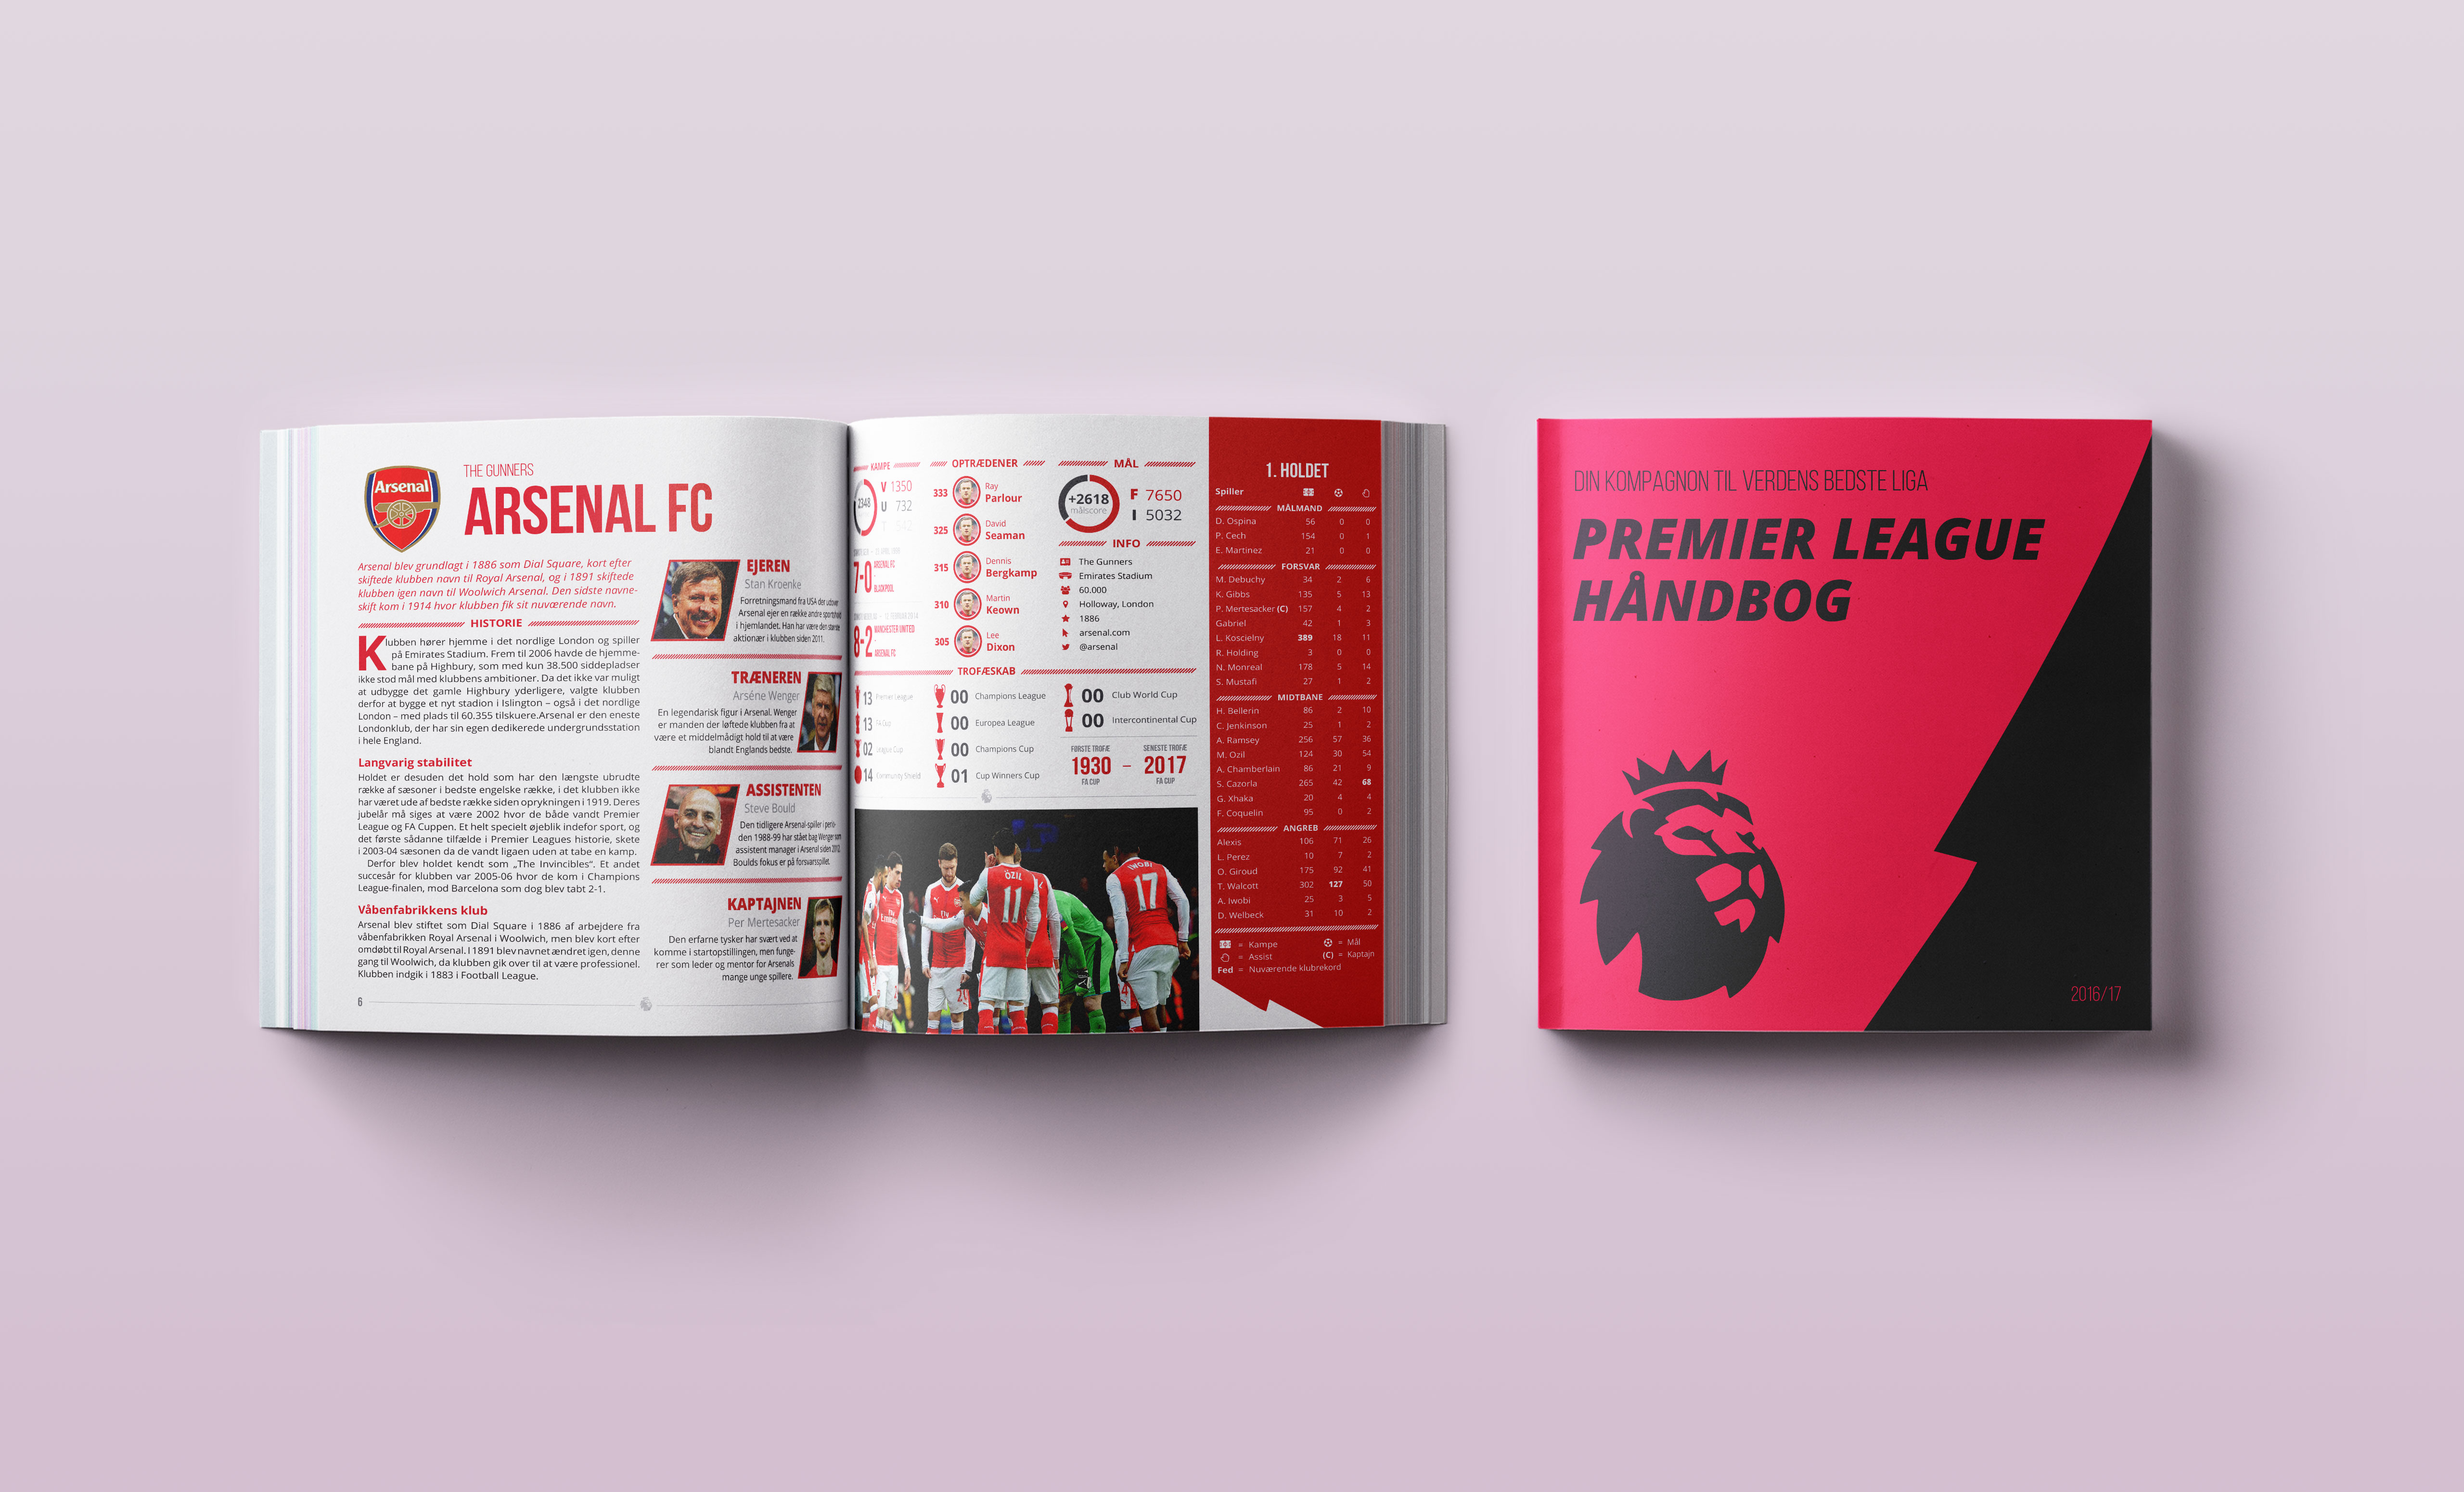 Arsenal
THE GUNNERS
ARSENAL FC
Arsenal blev grundlagt i 1886 som Dial Square, kort efter
skiftede klubben navn til Royal Arsenal, og i 1891 skiftede
klubben igen navn til Woolwich Arsenal. Den sidste navne-
skift kom i 1914 hvor klubben fik sit nuværende navn.
HISTORIE
Klubben hører hjemme i det nordlige London og spiller
på Emirates Stadium. Frem til 2006 havde de hjemme-
bane på Highbury, som med kun 38.500 siddepladser
ikke stod mål med klubbens ambitioner. Da det ikke var muligt
at udbygge det gamle Highbury yderligere, valgte klubben
derfor at bygge et nyt stadion i Islington – også i det nordlige
London – med plads til 60.355 tilskuere.Arsenal er den eneste
Londonklub, der har sin egen dedikerede undergrundsstation
i hele England.
Langvarig stabilitet
Holdet er desuden det hold som har den længste ubrudte
række af sæsoner i bedste engelske række, i det klubben ikke
har været ude af bedste række siden oprykningen i 1919. Deres
jubelår må siges at være 2002 hvor de både vandt Premier
League og FA Cuppen. Et helt specielt øjeblik indefor sport, og
det første sådanne tilfælde i Premier Leagues historie, skete
i 2003-04 sæsonen da de vandt ligaen uden at tabe en kamp.
Derfor blev holdet kendt som „The Invincibles“. Et andet
succesår for klubben var 2005-06 hvor de kom i Champions
League-finalen, mod Barcelona som dog blev tabt 2-1.
Våbenfabrikkens klub
Arsenal blev stiftet som Dial Square i 1886 af arbejdere fra
våbenfabrikken Royal Arsenal i Woolwich, men blev kort efter
omdøbt til Royal Arsenal. I 1891 blev navnet ændret igen, denne
gang til Woolwich, da klubben gik over til at være professionel.
Klubben indgik i 1883 i Football League.
6
EJEREN
Stan Kroenke
Forretningsmand fra USA der udover
Arsenal ejer en række andre sportshold
i hjemlandet. Han har være den største
aktionær i klubben siden 2011.
TRÆNEREN
Arséne Wenger
En legendarisk figur i Arsenal. Wenger
er manden der løftede klubben fra at
være et middelmådigt hold til at være
blandt Englands bedste.
ASSISTENTEN
Steve Bould
Den tidligere Arsenal-spiller i perio-
den 1988-99 har stået bag Wenger som
assistent manager i Arsenal siden 2012.
Boulds fokus er på forsvarsspillet.
KAPTAJNEN
Per Mertesacker
Den erfarne tysker har svært ved at
komme i startopstillingen, men funge-
rer som leder og mentor for Arsenals
mange unge spillere.
KAMPE
2348
V 1350
U 732
T 542
7-0
ARSENAL FC
BLACKPOOL
8-2
MANCHESTER UNITED
ARSENAL FC
OPTRÆDENER
333 Ray Parlour
325 David Seaman
315 Dennis Bergkamp
310 Martin Keown
305 Lee Dixon
MÅL
+2618
målscore
F 7650
I 5032
INFO
The Gunners
Emirates Stadium
60.000
Holloway, London
1886
arsenal.com
@arsenal
TROFÆSKAB
13 Premier League
13 FA Cup
02 League Cup
14 Community Shield
00 Champions League
00 Europea League
00 Champions Cup
01 Cup Winners Cup
00 Club World Cup
00 Intercontinental Cup
FØRSTE TROFÆ
1930
FA CUP
–
SENESTE TROFÆ
2017
FA CUP
ÖZIL
11
IWOBI
17
1. HOLDET
Spiller
MÅLMAND
D. Ospina 56 0 0
P. Cech 154 0 1
E. Martinez 21 0 0
FORSVAR
M. Debuchy 34 2 6
K. Gibbs 135 5 13
P. Mertesacker (C) 157 4 2
Gabriel 42 1 3
L. Koscielny 389 18 11
R. Holding 3 0 0
N. Monreal 178 5 14
S. Mustafi 27 1 2
MIDTBANE
H. Bellerin 86 2 10
C. Jenkinson 25 1 2
A. Ramsey 256 57 36
M. Ozil 124 30 54
A. Chamberlain 86 21 9
S. Cazorla 265 42 68
G. Xhaka 20 4 4
F. Coquelin 95 0 2
ANGREB
Alexis 106 71 26
L. Perez 10 7 2
O. Giroud 175 92 41
T. Walcott 302 127 50
A. Iwobi 25 3 5
D. Welbeck 31 10 2
= Kampe
= Mål
= Assist
(C) = Kaptajn
Fed = Nuværende klubrekord
DIN KOMPAGNON TIL VERDENS BEDSTE LIGA
PREMIER LEAGUE
HÅNDBOG
2016/17